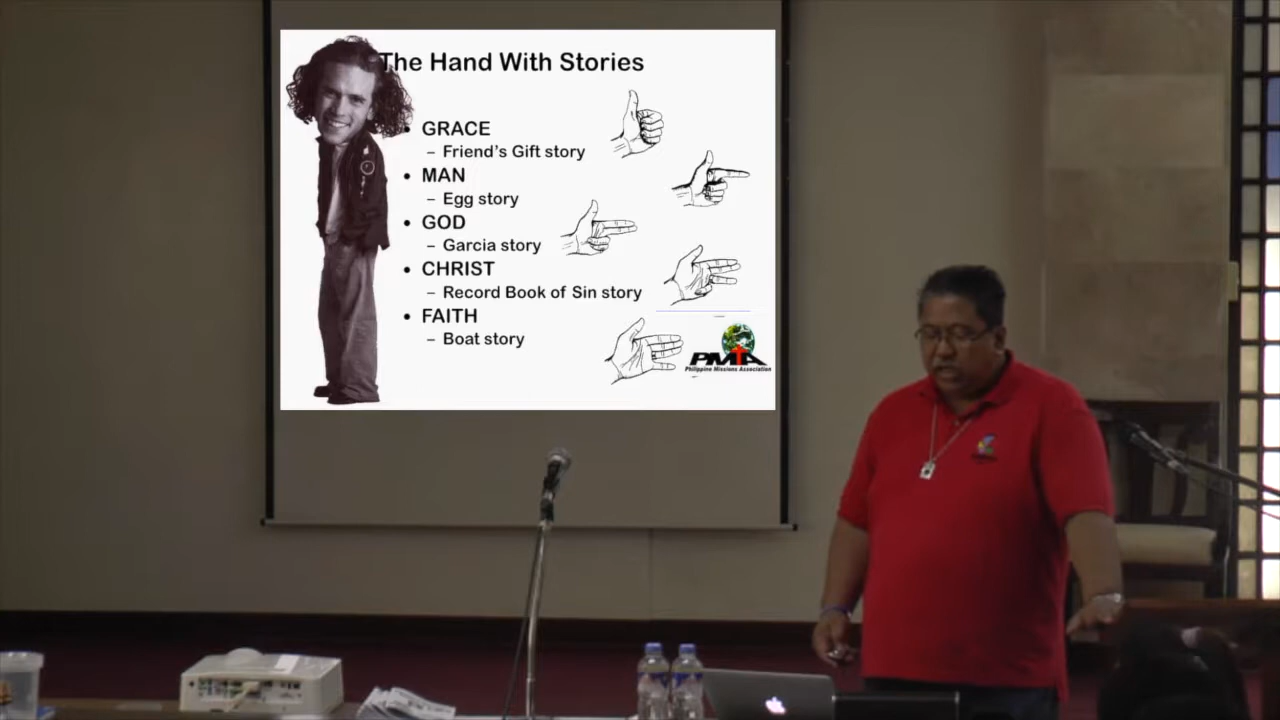 The Hand With Stories
• GRACE
– Friend's Gift story
• MAN
– Egg story
• GOD
– Garcia story
• CHRIST
– Record Book of Sin story
• FAITH
– Boat story
PMA
Philippine Missions Association